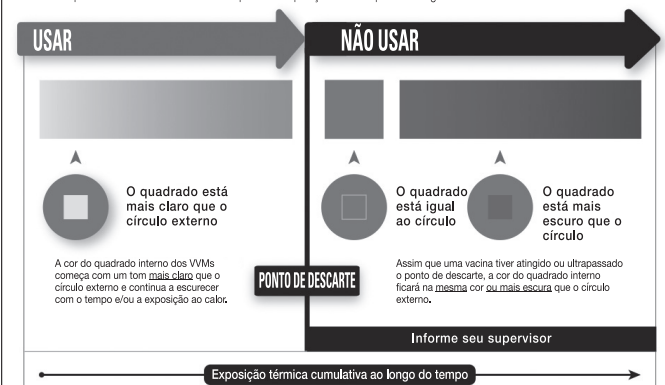 USAR
NÃO USAR
O quadrado está
mais claro que o
círculo externo
O quadrado
está igual
ao círculo
O quadrado
está mais
escuro que o
círculo
A cor do quadrado interno dos VVMs
começa com um tom mais claro que o
círculo externo e continua a escurecer
com o tempo e/ou a exposição ao calor.
PONTO DE DESCARTE
Assim que uma vacina tiver atingido ou ultrapassado
o ponto de descarte, a cor do quadrado interno
ficará na mesma cor ou mais escura que o círculo
externo.
Informe seu supervisor
Exposição térmica cumulativa ao longo do tempo